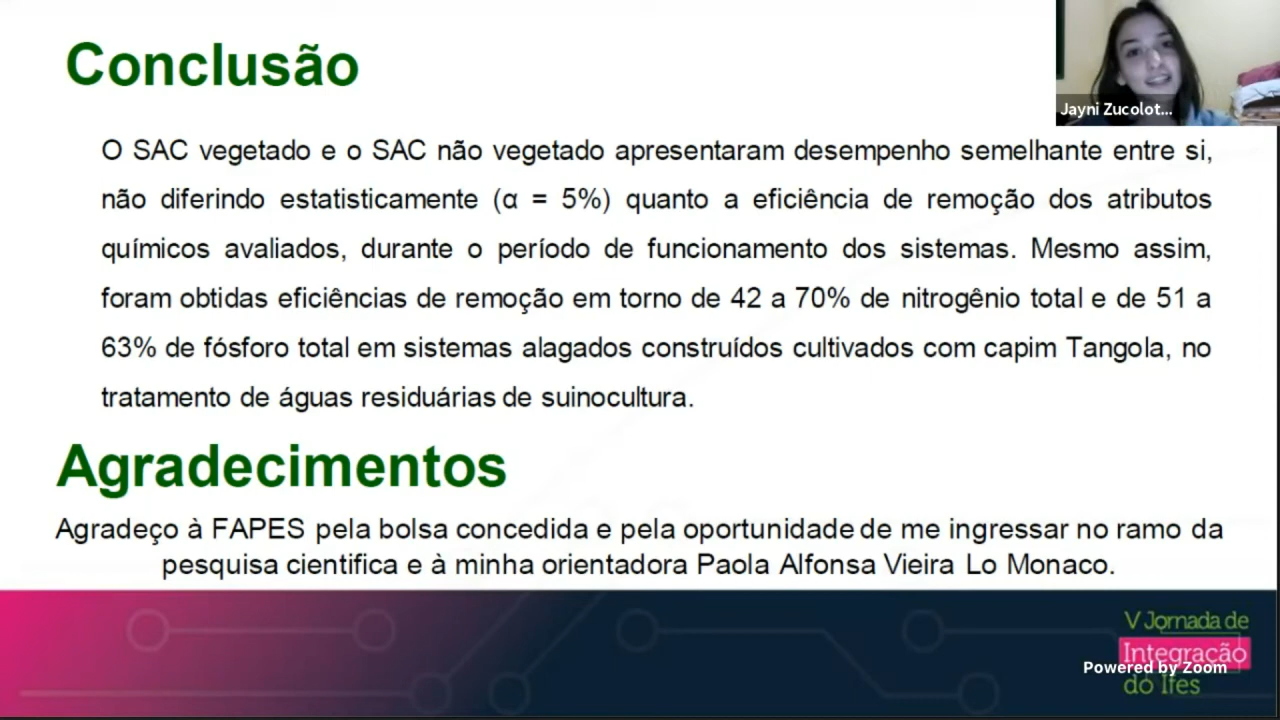 Conclusão
Jayni Zucolot...
O SAC vegetado e o SAC não vegetado apresentaram desempenho semelhante entre si,
não diferindo estatisticamente (α = 5%) quanto a eficiência de remoção dos atributos
químicos avaliados, durante o período de funcionamento dos sistemas. Mesmo assim,
foram obtidas eficiências de remoção em torno de 42 a 70% de nitrogênio total e de 51 a
63% de fósforo total em sistemas alagados construídos cultivados com capim Tangola, no
tratamento de águas residuárias de suinocultura.
Agradecimentos
Agradeço à FAPES pela bolsa concedida e pela oportunidade de me ingressar no ramo da
pesquisa cientifica e à minha orientadora Paola Alfonsa Vieira Lo Monaco.
V Jornada de
Integração
Powered by Zoom
do Ifes